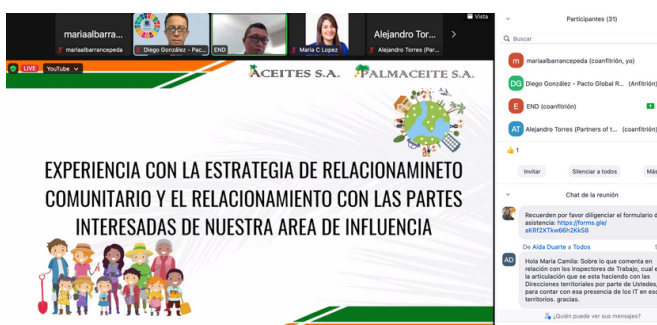 Vista
mariaalbarra...
mariaalbarrancepeda
Diego González - Pac...
END
Maria C Lopez
Alejandro Tor...
Alejandro Torres (Par...
LIVE
YouTube
ACEITES S.A.
PALMACEITE S.A.
EXPERIENCIA CON LA ESTRATEGIA DE RELACIONAMINETO
COMUNITARIO Y EL RELACIONAMIENTO CON LAS PARTES
INTERESADAS DE NUESTRA AREA DE INFLUENCIA
Participantes (31)
Buscar
m
mariaalbarrancepeda (coanfitrión, yo)
DG
Diego González - Pacto Global R... (Anfitrión)
E
END (coanfitrión)
AT
Alejandro Torres (Partners of t... (coanfitrión)
1
Invitar
Silenciar a todos
Más
Chat de la reunión
Recuerden por favor diligenciar el formulario d
asistencia: https://forms.gle/
aKRf2XTkw66h2KkS8
De Aida Duarte a Todos
AD
Hola Maria Camila: Sobre lo que comenta en
relación con los Inspectores de Trabajo, cual e
la articulación que se esta haciendo con las
Direcciones territoriales por parte de Ustedes,
para contar con esa presencia de los IT en eso
territorios. gracias.
¿Quién puede ver sus mensajes?